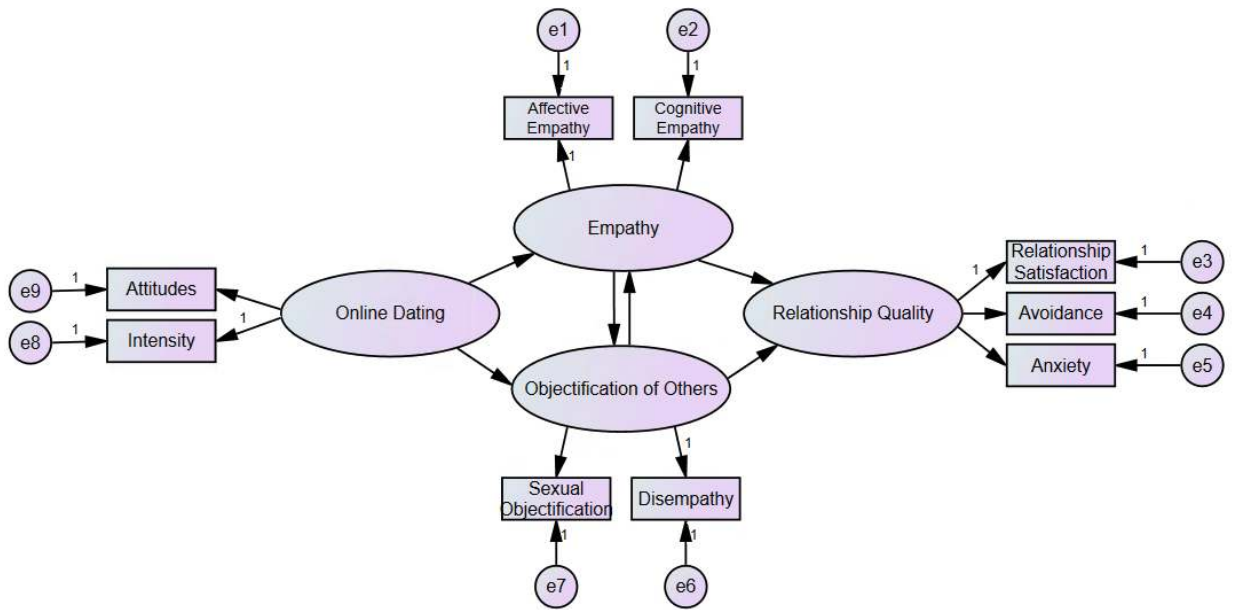 e1
e2
1
1
Affective
Empathy
Cognitive
Empathy
1
Empathy
e9
1
Attitudes
e8
1
Intensity
1
Online Dating
Relationship Quality
1
Relationship
Satisfaction
1
e3
Avoidance
1
e4
Anxiety
1
e5
Objectification of Others
1
Sexual
Objectification
Disempathy
1
1
e7
e6